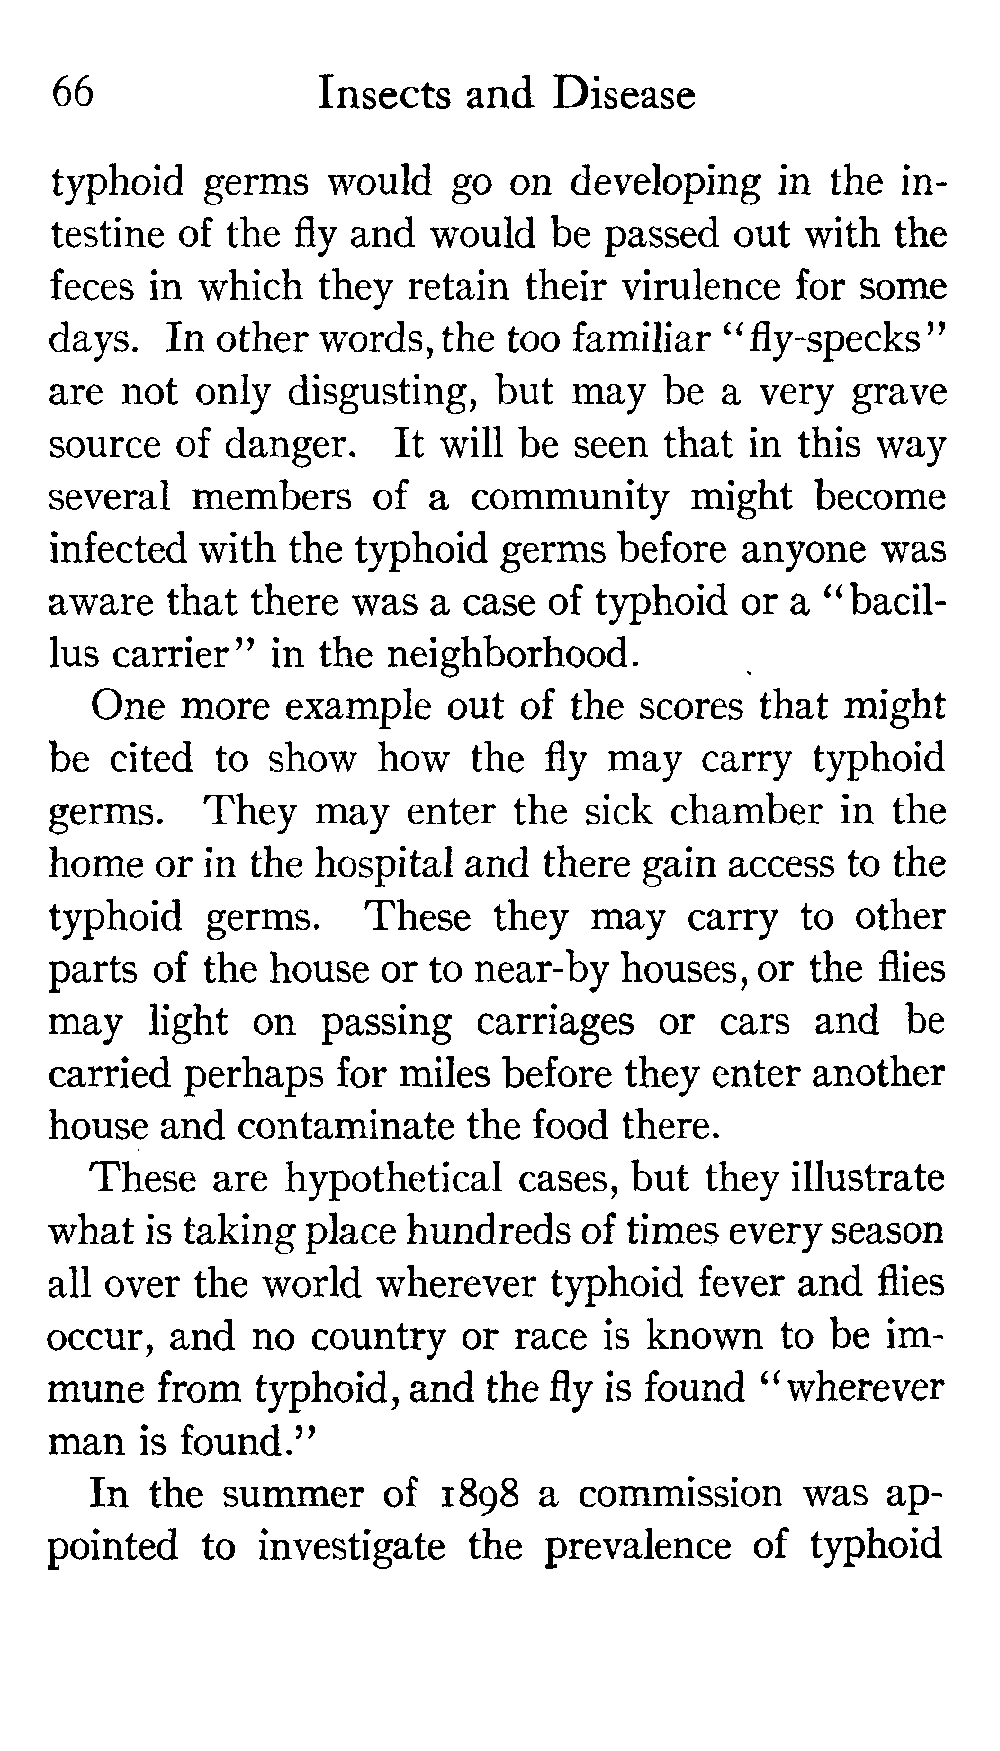 66 Insects and Disease
typhoid germs would go on developing in the in-
testine of the fly and would be passed out with the
feces in which they retain their virulence for some
days. In other words, the too familiar "fly-specks"
are not only disgusting, but may be a very grave
source of danger. It will be seen that in this way
several members of a community might become
infected with the typhoid germs before anyone was
aware that there was a case of typhoid or a "bacil-
lus carrier" in the neighborhood.
One more example out of the scores that might
be cited to show how the fly may carry typhoid
germs. They may enter the sick chamber in the
home or in the hospital and there gain access to the
typhoid germs. These they may carry to other
parts of the house or to near-by houses, or the flies
may light on passing carriages or cars and be
carried perhaps for miles before they enter another
house and contaminate the food there.
These are hypothetical cases, but they illustrate
what is taking place hundreds of times every season
all over the world wherever typhoid fever and flies
occur, and no country or race is known to be im-
mune from typhoid, and the fly is found "wherever
man is found."
In the summer of 1898 a commission was ap-
pointed to investigate the prevalence of typhoid